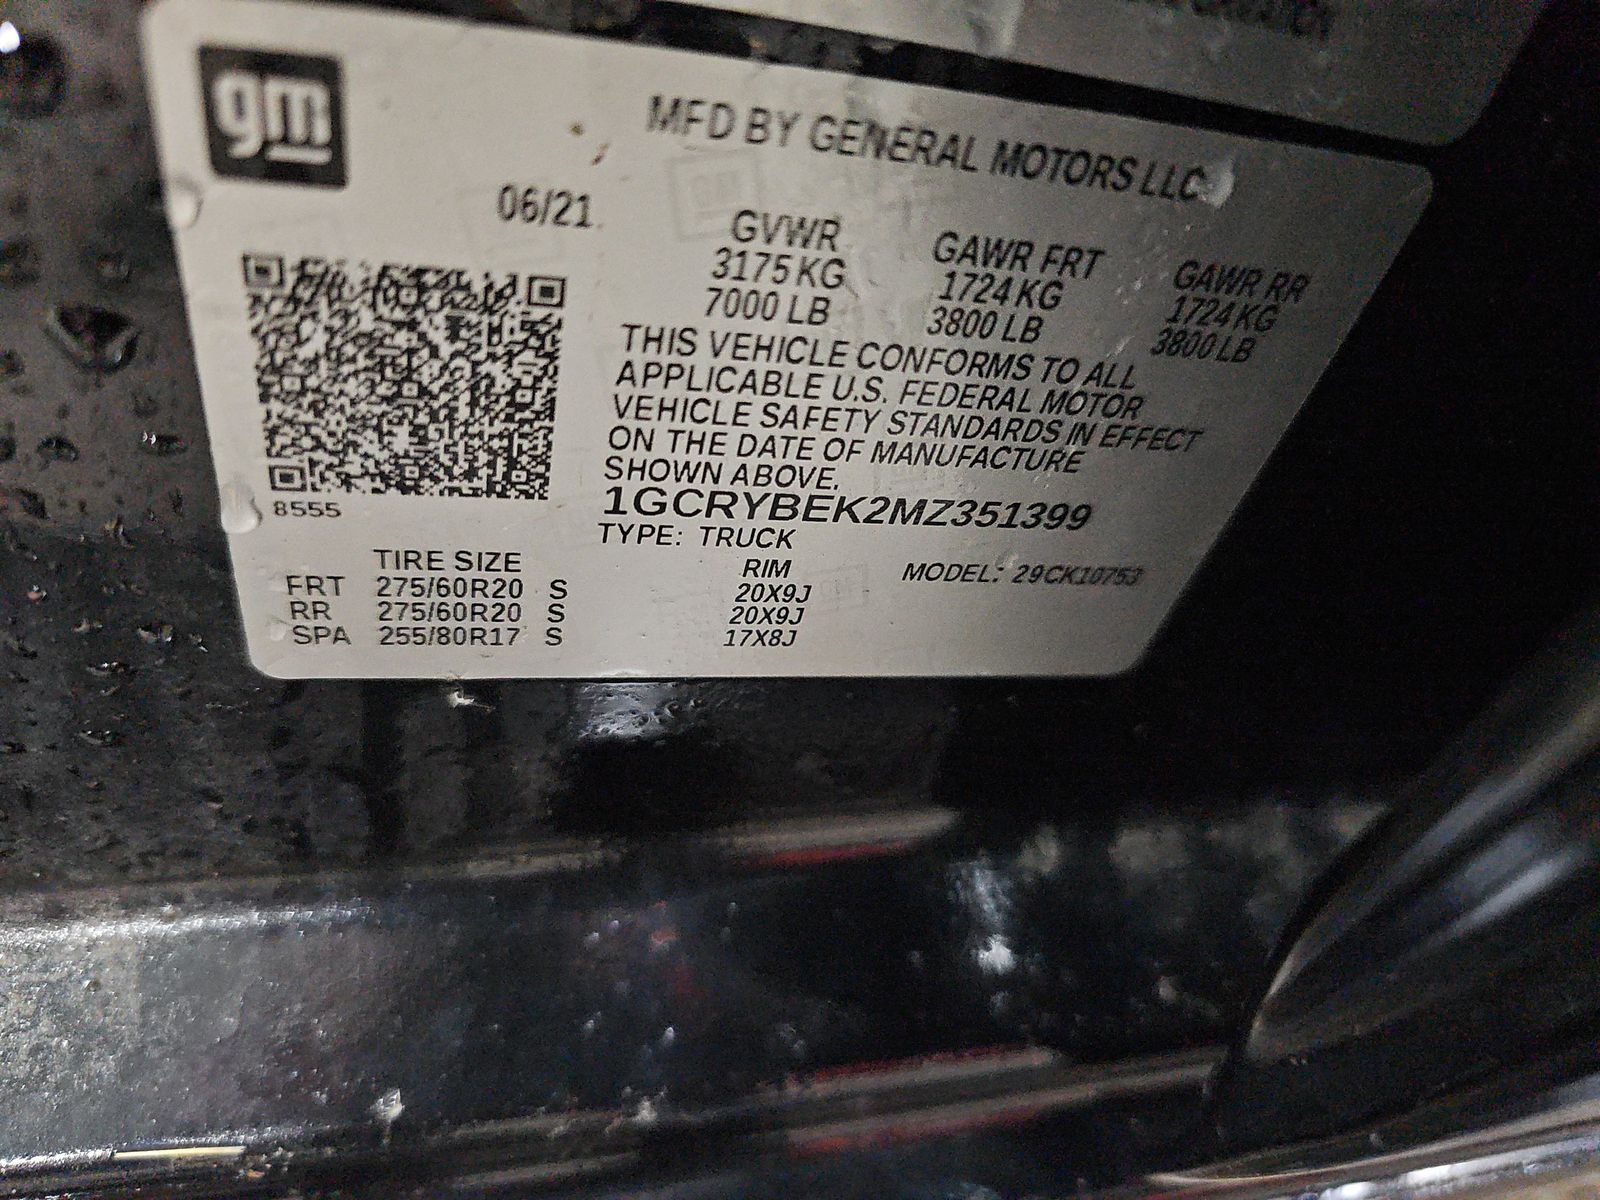 gm
MFD BY GENERAL MOTORS LLC
06/21
GVWR GAWR FRT GAWR RR
3175 KG 1724 KG 1724 KG
7000 LB 3800 LB 3800 LB
THIS VEHICLE CONFORMS TO ALL
APPLICABLE U.S. FEDERAL MOTOR
VEHICLE SAFETY STANDARDS IN EFFECT
ON THE DATE OF MANUFACTURE
SHOWN ABOVE.
1GCRYBEK2MZ351399
8555
TYPE: TRUCK
TIRE SIZE RIM MODEL: 29CK10753
FRT 275/60R20 S 20X9J
RR 275/60R20 S 20X9J
SPA 255/80R17 S 17X8J